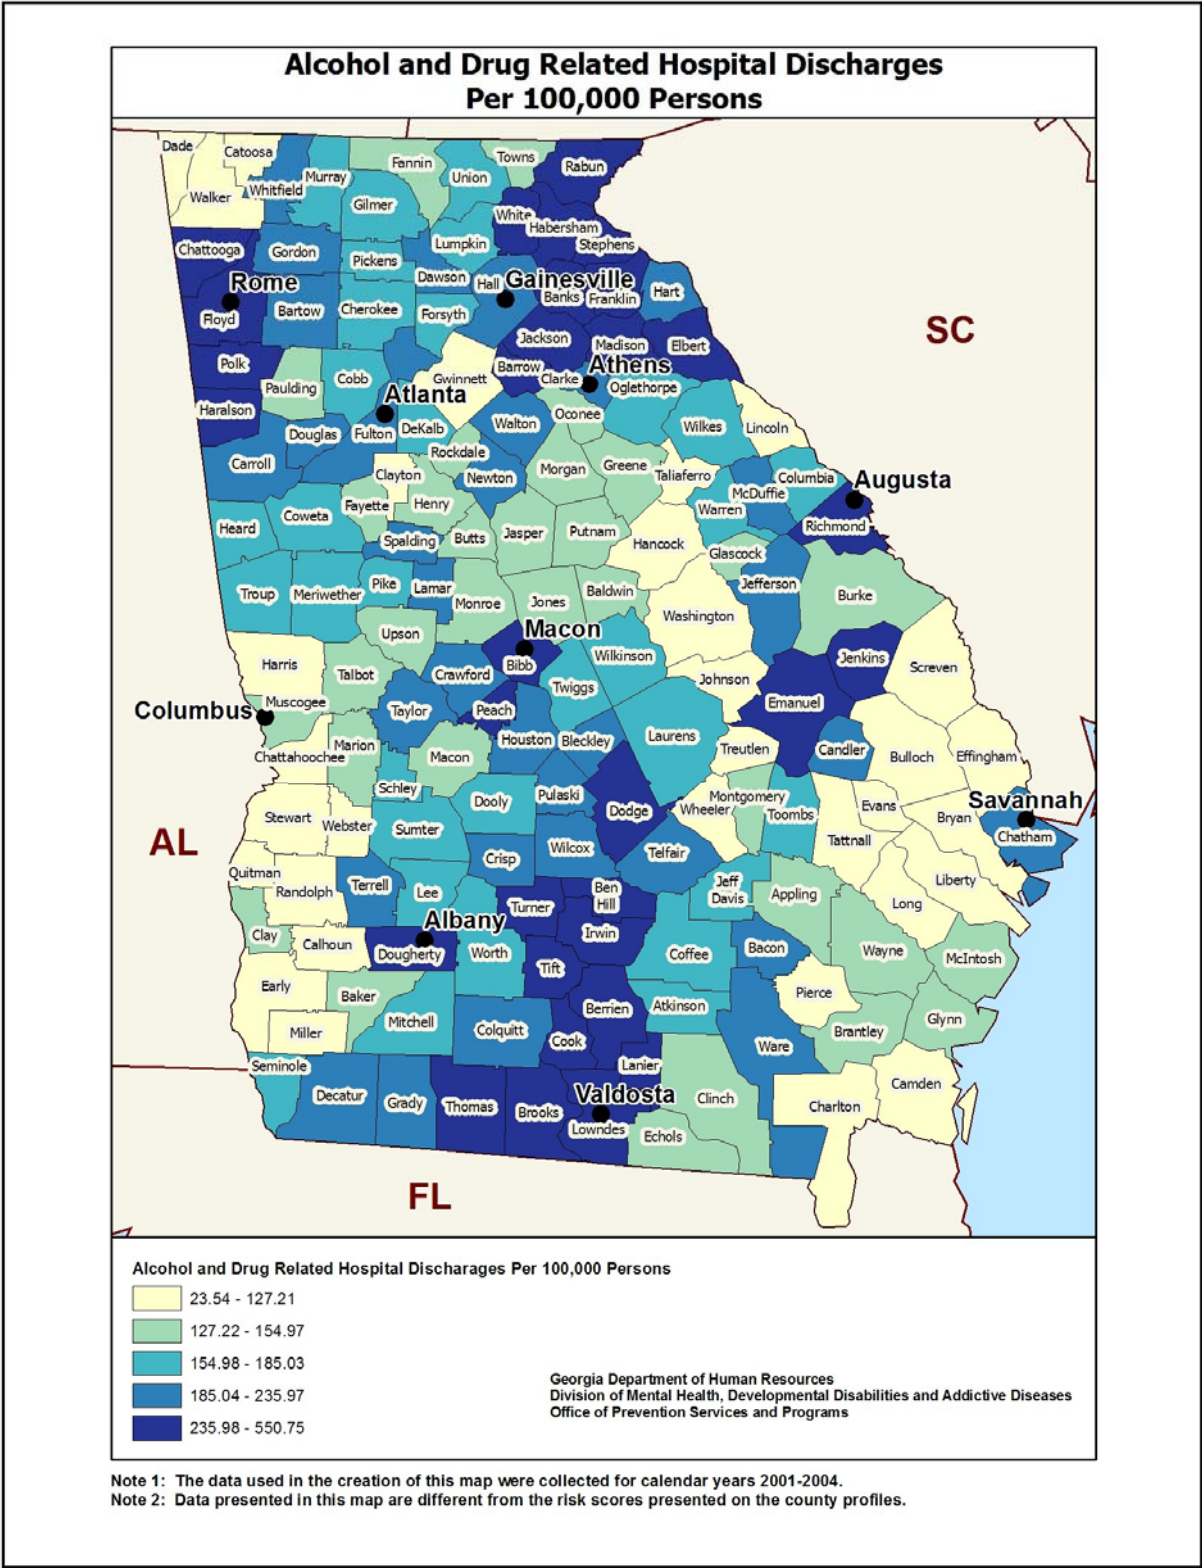 Alcohol and Drug Related Hospital Discharges
Per 100,000 Persons
Dade
Catoosa
Fannin
Towns
Rabun
Walker
Whitfield
Murray
Union
Gilmer
White
Habersham
Stephens
Chattooga
Gordon
Pickens
Lumpkin
Rome
Dawson
Hall
Gainesville
Banks
Franklin
Hart
Floyd
Bartow
Cherokee
Forsyth
SC
Polk
Paulding
Cobb
Gwinnett
Jackson
Madison
Elbert
Barrow
Clarke
Athens
Oglethorpe
Haralson
Atlanta
Douglas
Fulton
DeKalb
Walton
Oconee
Wilkes
Lincoln
Carroll
Rockdale
Clayton
Newton
Morgan
Greene
Taliaferro
McDuffie
Columbia
Augusta
Heard
Coweta
Fayette
Henry
Spalding
Butts
Jasper
Putnam
Hancock
Warren
Richmond
Glascock
Troup
Meriwether
Pike
Lamar
Monroe
Jones
Baldwin
Jefferson
Burke
Washington
Upson
Macon
Bibb
Wilkinson
Harris
Talbot
Crawford
Twiggs
Johnson
Jenkins
Screven
Columbus
Muscogee
Taylor
Peach
Emanuel
Chattahoochee
Marion
Macon
Houston
Bleckley
Laurens
Treutlen
Candler
Bulloch
Effingham
Schley
Dooly
Pulaski
Dodge
Wheeler
Montgomery
Toombs
Evans
Savannah
Bryan
Chatham
AL
Stewart
Webster
Sumter
Tattnall
Crisp
Wilcox
Telfair
Quitman
Randolph
Terrell
Lee
Turner
Ben
Hill
Jeff
Davis
Appling
Liberty
Long
Albany
Clay
Calhoun
Dougherty
Worth
Irwin
Tift
Coffee
Bacon
Wayne
McIntosh
Early
Baker
Berrien
Atkinson
Pierce
Miller
Mitchell
Colquitt
Cook
Ware
Brantley
Glynn
Seminole
Lanier
Decatur
Grady
Thomas
Brooks
Valdosta
Lowndes
Clinch
Charlton
Camden
Echols
FL
Alcohol and Drug Related Hospital Discharages Per 100,000 Persons
23.54 - 127.21
127.22 - 154.97
154.98 - 185.03
185.04 - 235.97
235.98 - 550.75
Georgia Department of Human Resources
Division of Mental Health, Developmental Disabilities and Addictive Diseases
Office of Prevention Services and Programs
Note 1: The data used in the creation of this map were collected for calendar years 2001-2004.
Note 2: Data presented in this map are different from the risk scores presented on the county profiles.